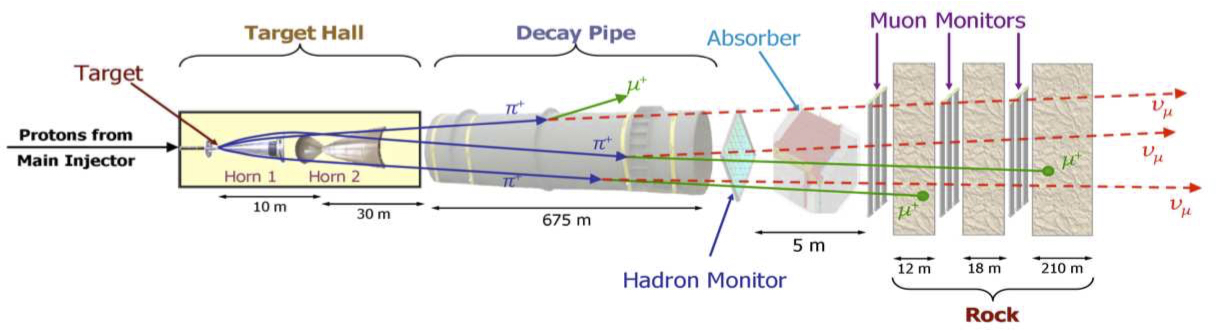 Target Hall
Decay Pipe
Muon Monitors
Absorber
Target
μ+
π+
νμ
Protons from
Main Injector
π+
νμ
μ+
Horn 1
Horn 2
π+
μ+
νμ
10 m
30 m
675 m
5 m
12 m
18 m
210 m
Hadron Monitor
Rock